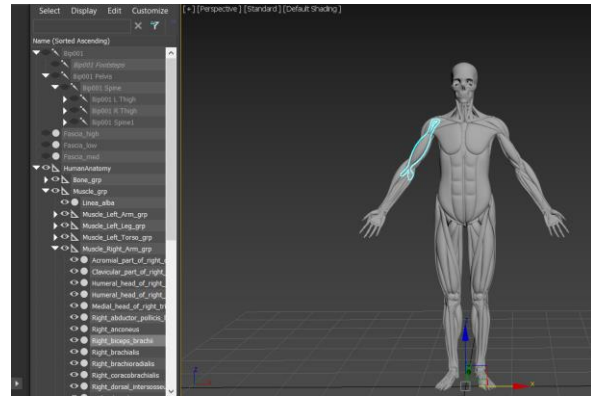 Select Display Edit Customize
[+] [Perspective] [Standard] [Default Shading]
Name (Sorted Ascending)
Bip001
Bip001 Footsteps
Bip001 Pelvis
Bip001 Spine
Bip001 L Thigh
Bip001 R Thigh
Bip001 Spine1
Fascia_high
Fascia_low
Fascia_med
HumanAnatomy
Bone_grp
Muscle_grp
Linea_alba
Muscle_Left_Arm_grp
Muscle_Left_Leg_grp
Muscle_Left_Torso_grp
Muscle_Right_Arm_grp
Acromial_part_of_right_
Clavicular_part_of_right_
Humeral_head_of_right_
Humeral_head_of_right_
Medial_head_of_right_tri
Right_abductor_pollicis_
Right_anconeus
Right_biceps_brachii
Right_brachialis
Right_brachioradialis
Right_coracobrachialis
Right_dorsal_interosseu
z
x